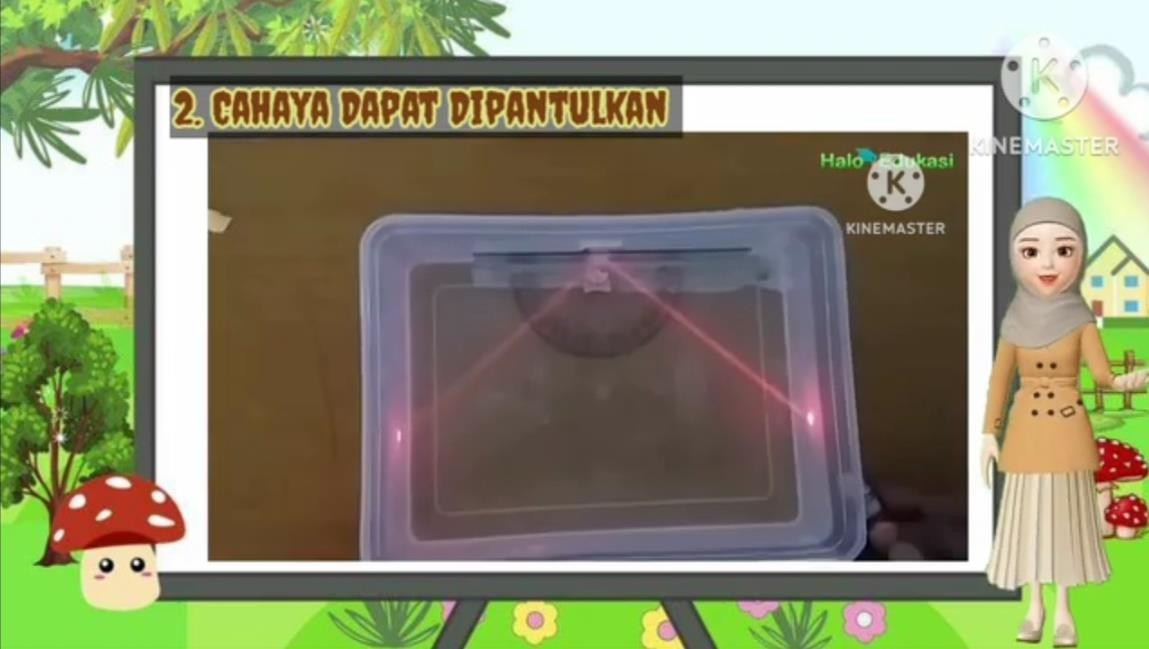 2. CAHAYA DAPAT DIPANTULKAN
K
KINEMASTER
Halo Edukasi
K
KINEMASTER